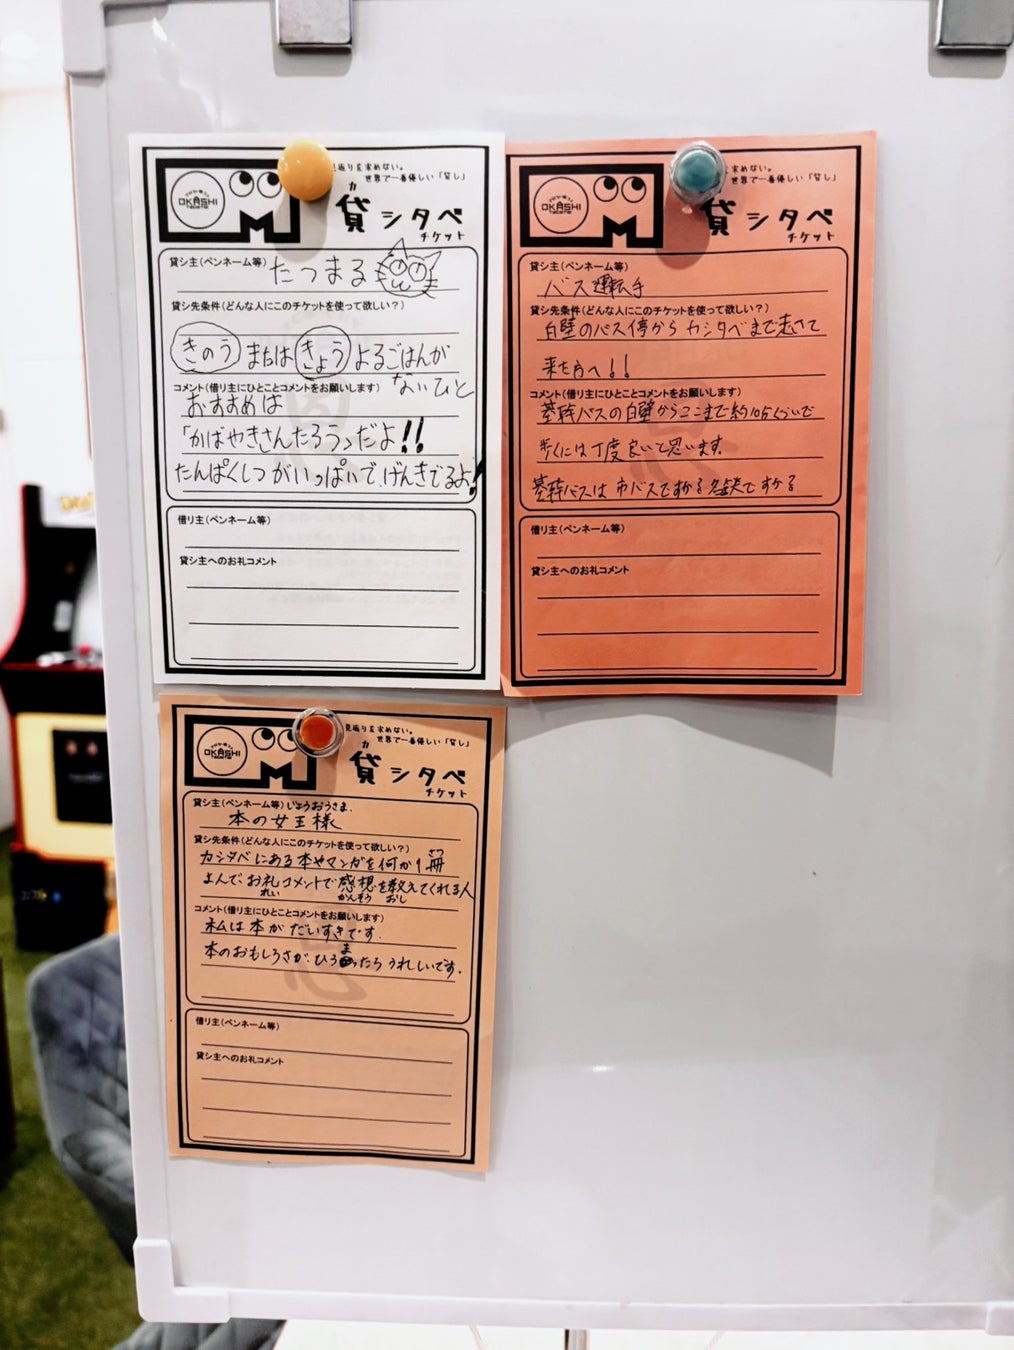 OKASHI
返りを求めない。
世界で一番優しい「貸し」
カ
貸シタベ
チケット
貸シ主(ペンネーム等) たつまる
貸シ先条件(どんな人にこのチケットを使って欲しい?)
きのう または きょう よるごはんが
ない ひと
コメント(借り主にひとことコメントをお願いします)
おすすめは
「かばやきさんたろうっだよ!!
たんぱくしつがいっぱいで、げんきでるよ!
借り主(ペンネーム等)
貸シ主へのお礼コメント
OKASHI
求めない。
世界で一番優しい「貸し」
貸シタベ
チケット
貸シ主(ペンネーム等)
バス運転手
貸シ先条件(どんな人にこのチケットを使って欲しい?)
白壁のバス停から カシタベまで走って
来た方へ!!
コメント(借り主にひとことコメントをお願いします)
基幹バスの白壁からここまで約10分くらいで
歩くには丁度良いと思います。
基幹バスは市バスですが
借り主(ペンネーム等)
貸シ主へのお礼コメント
OKASHI
見返りを求めない。
世界で一番優しい「貸し」
カ
貸シタベ
チケット
貸シ主(ペンネーム等) じょうおうさま、
本の女王様
貸シ先条件(どんな人にこのチケットを使って欲しい?)
カシタベにある本やマンガを何か1冊 さつ
よんで、お礼コメントで感想を教えてくれる人
れい かんそう おし
コメント(借り主にひとことコメントをお願いします)
私は本がだいすきです。
本のおもしろさが、ひろまったらうれしいです。
借り主(ペンネーム等)
貸シ主へのお礼コメント